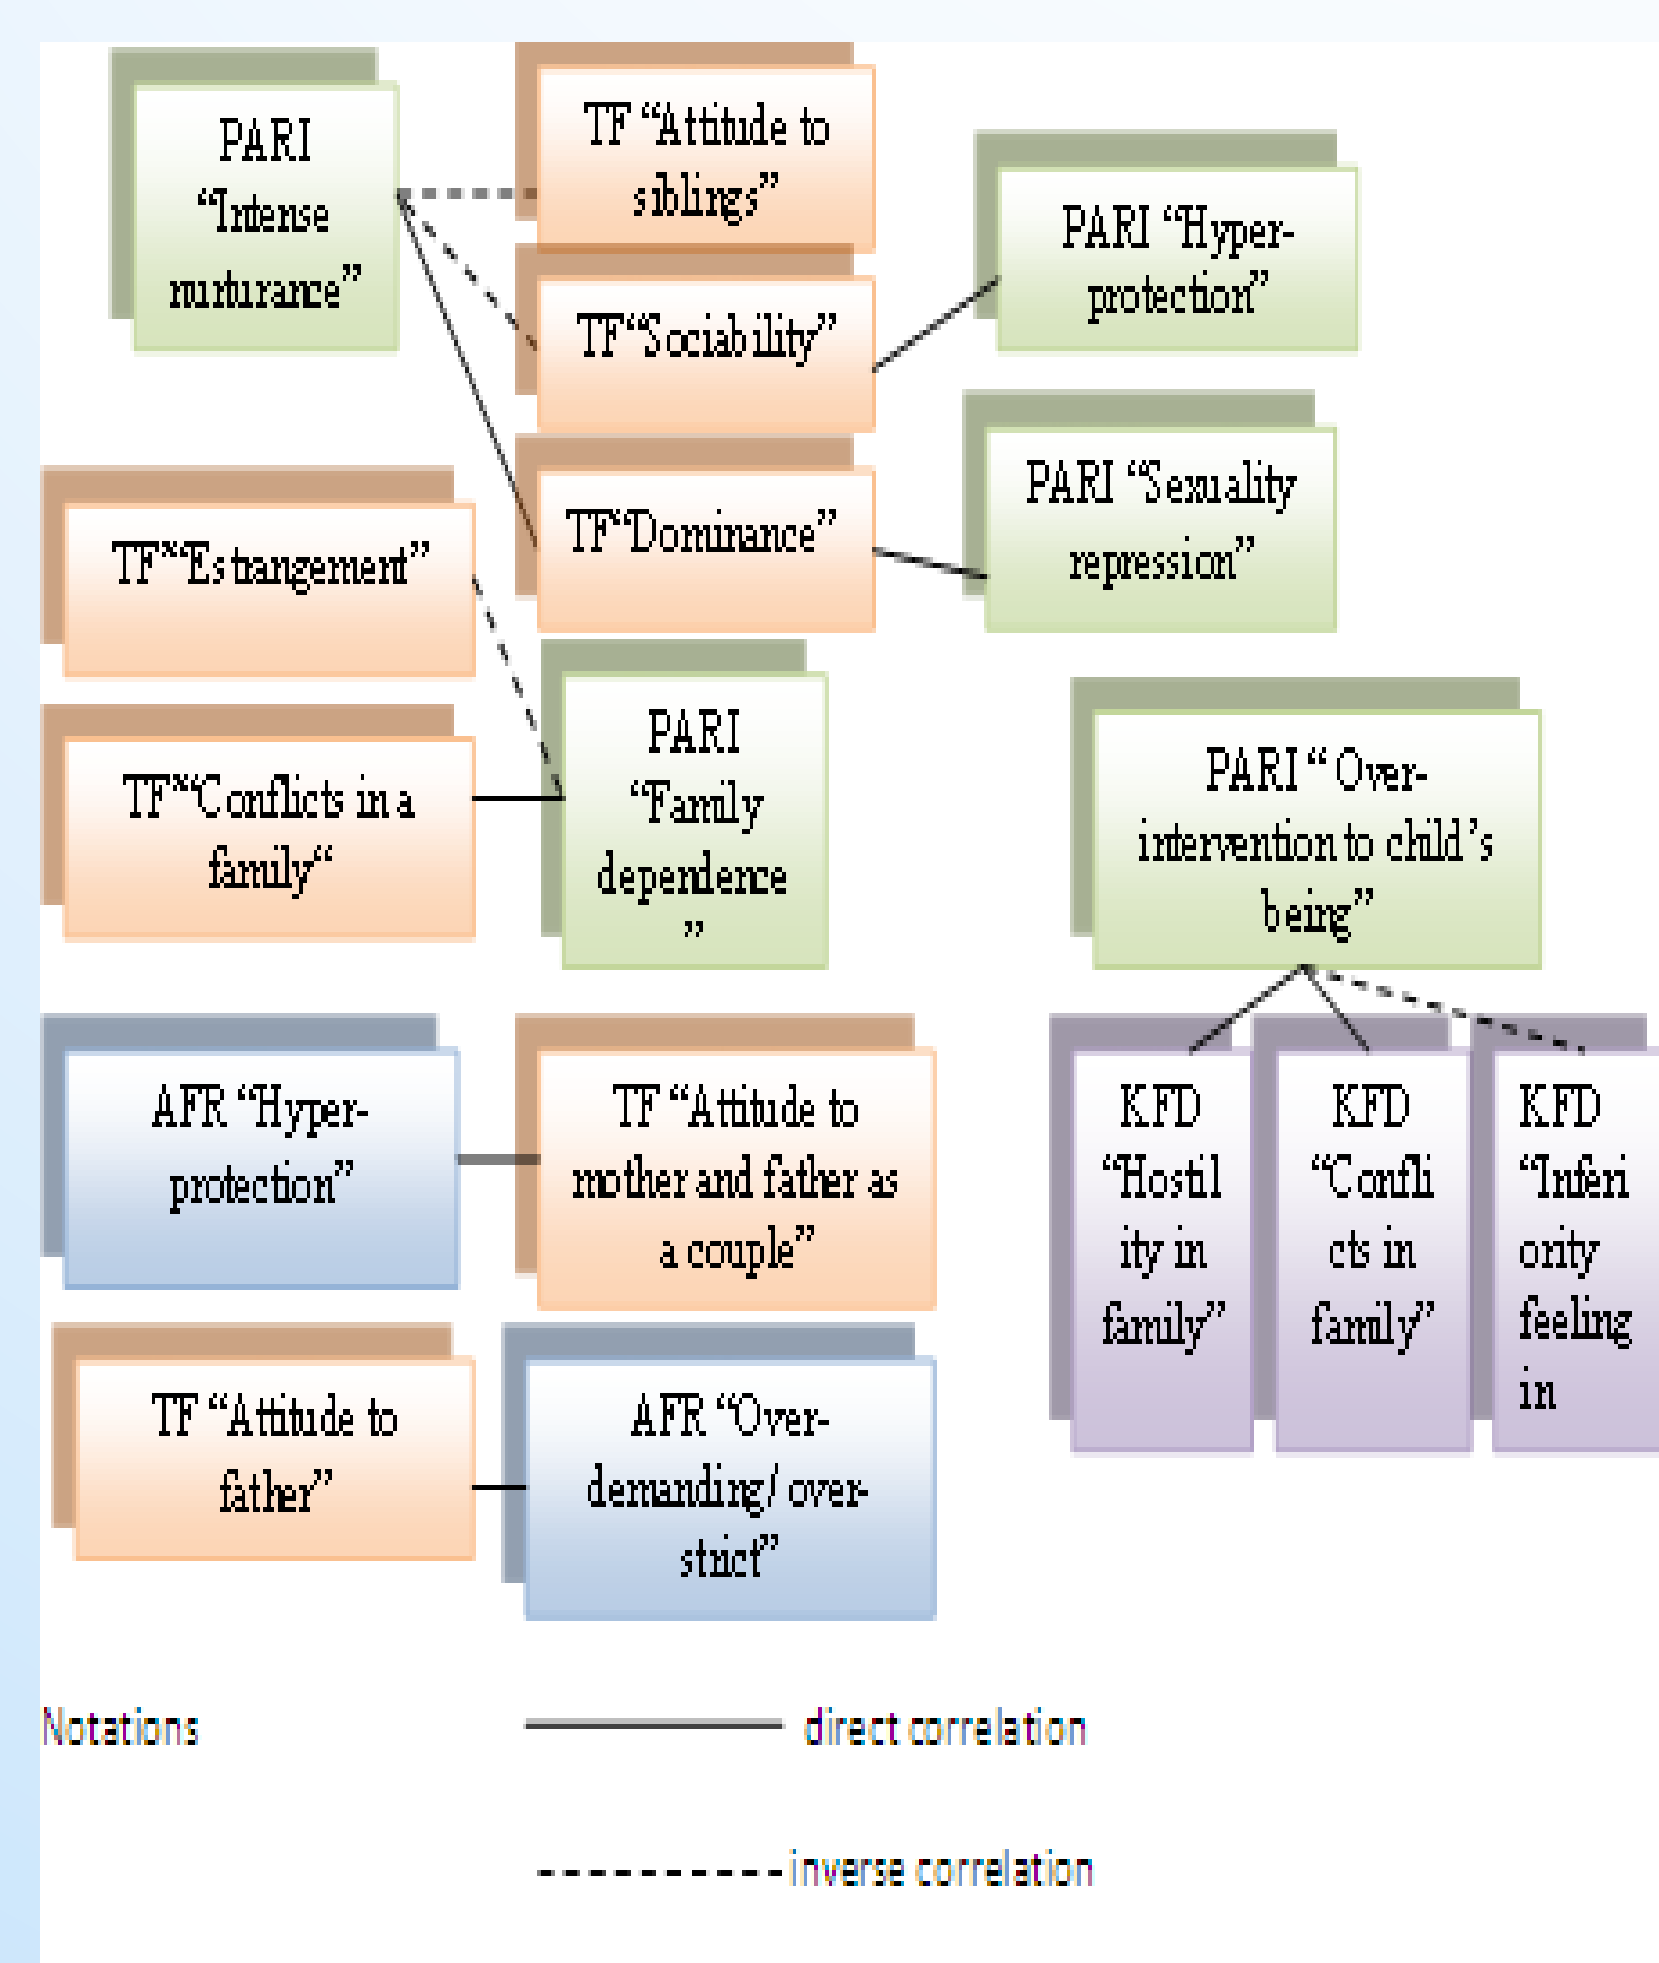 PARI
“Intense
nurturance”
TF “Attitude to
siblings”
TF“Sociability”
TF“Dominance”
PARI “Hyper-
protection”
PARI “Sexuality
repression”
TF“Estrangement”
TF“Conflicts in a
family“
PARI
“Family
dependence
”
PARI “ Over-
intervention to child’s
being”
KFD
“Hostil
ity in
family”
KFD
“Confli
cts in
family”
KFD
“Inferi
ority
feeling
in
AFR “Hyper-
protection”
TF “Attitude to
mother and father as
a couple”
TF “Attitude to
father”
AFR “Over-
demanding/ over-
strict”
Notations
direct correlation
inverse correlation